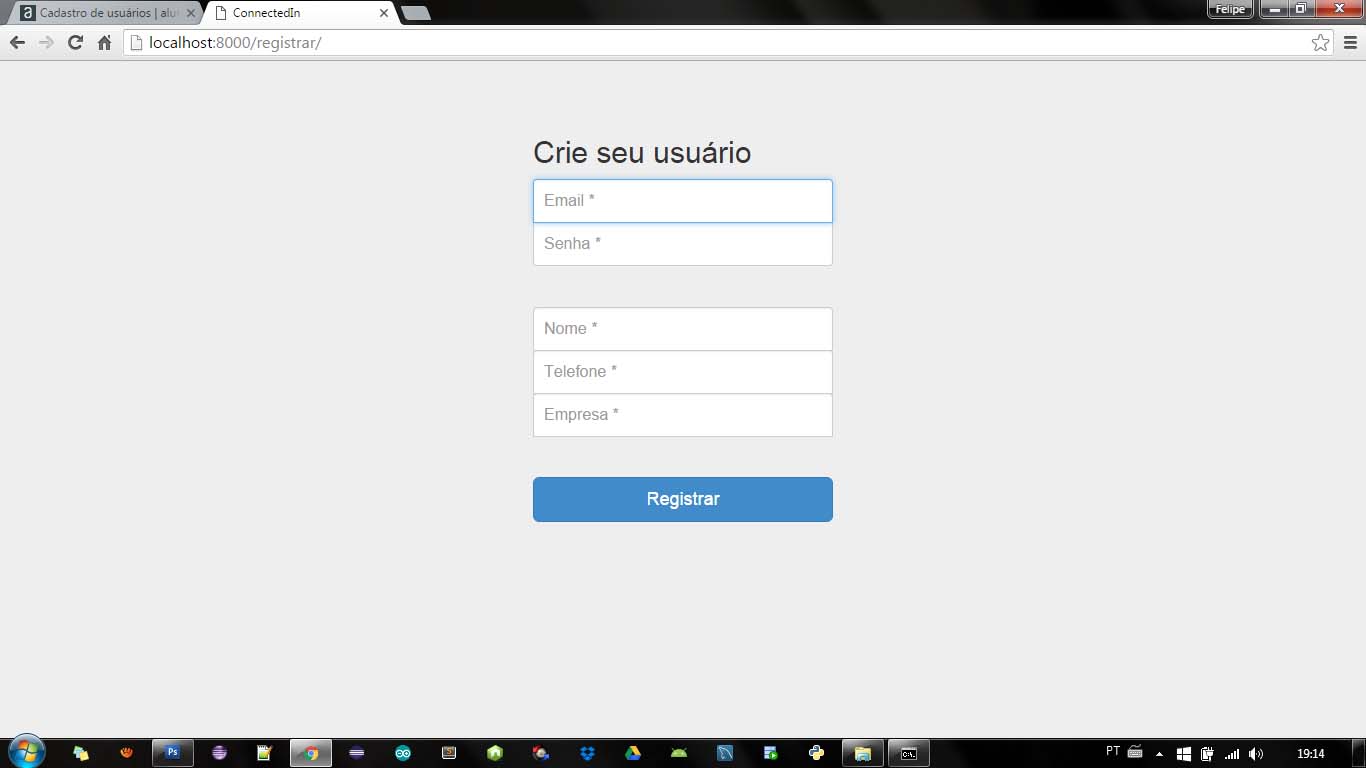 Cadastro de usuários | alu
ConnectedIn
Felipe
localhost:8000/registrar/
Crie seu usuário
Email *
Senha *
Nome *
Telefone *
Empresa *
Registrar
Ps
PT
19:14